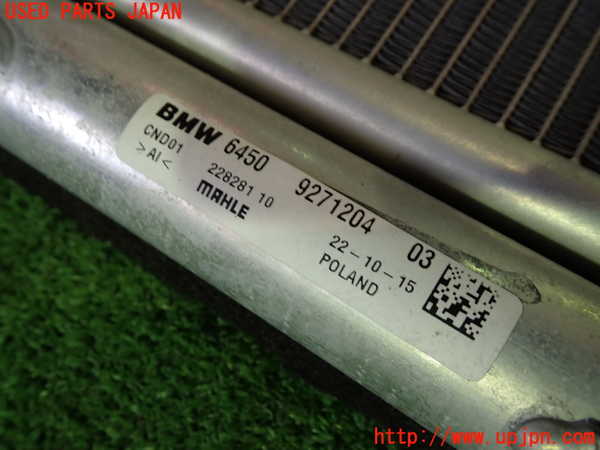 USED PARTS JAPAN
BMW 6450 9271204 03
CND01 228281 10 22-10-15
>Al< MAHLE POLAND
http://www.upjpn.com/